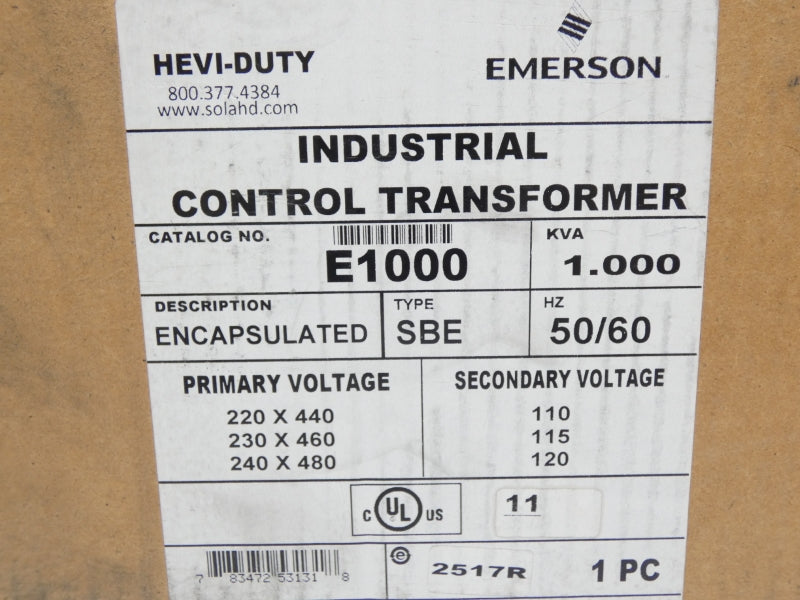 HEVI-DUTY
800.377.4384
www.solahd.com
EMERSON
INDUSTRIAL
CONTROL TRANSFORMER
CATALOG NO.
E1000
KVA
1.000
DESCRIPTION
ENCAPSULATED
TYPE
SBE
HZ
50/60
PRIMARY VOLTAGE
220 X 440
230 X 460
240 X 480
SECONDARY VOLTAGE
110
115
120
C UL US
11
7 83472 53131 8
e
2517R
1 PC